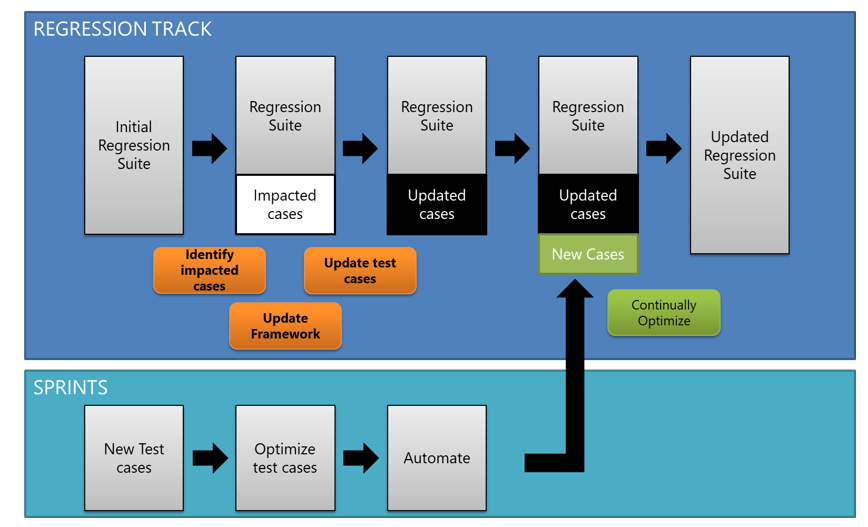 REGRESSION TRACK
Initial
Regression
Suite
Regression
Suite
Impacted
cases
Regression
Suite
Updated
cases
Regression
Suite
Updated
cases
New Cases
Updated
Regression
Suite
Identify
impacted
cases
Update test
cases
Update
Framework
Continually
Optimize
SPRINTS
New Test
cases
Optimize
test cases
Automate